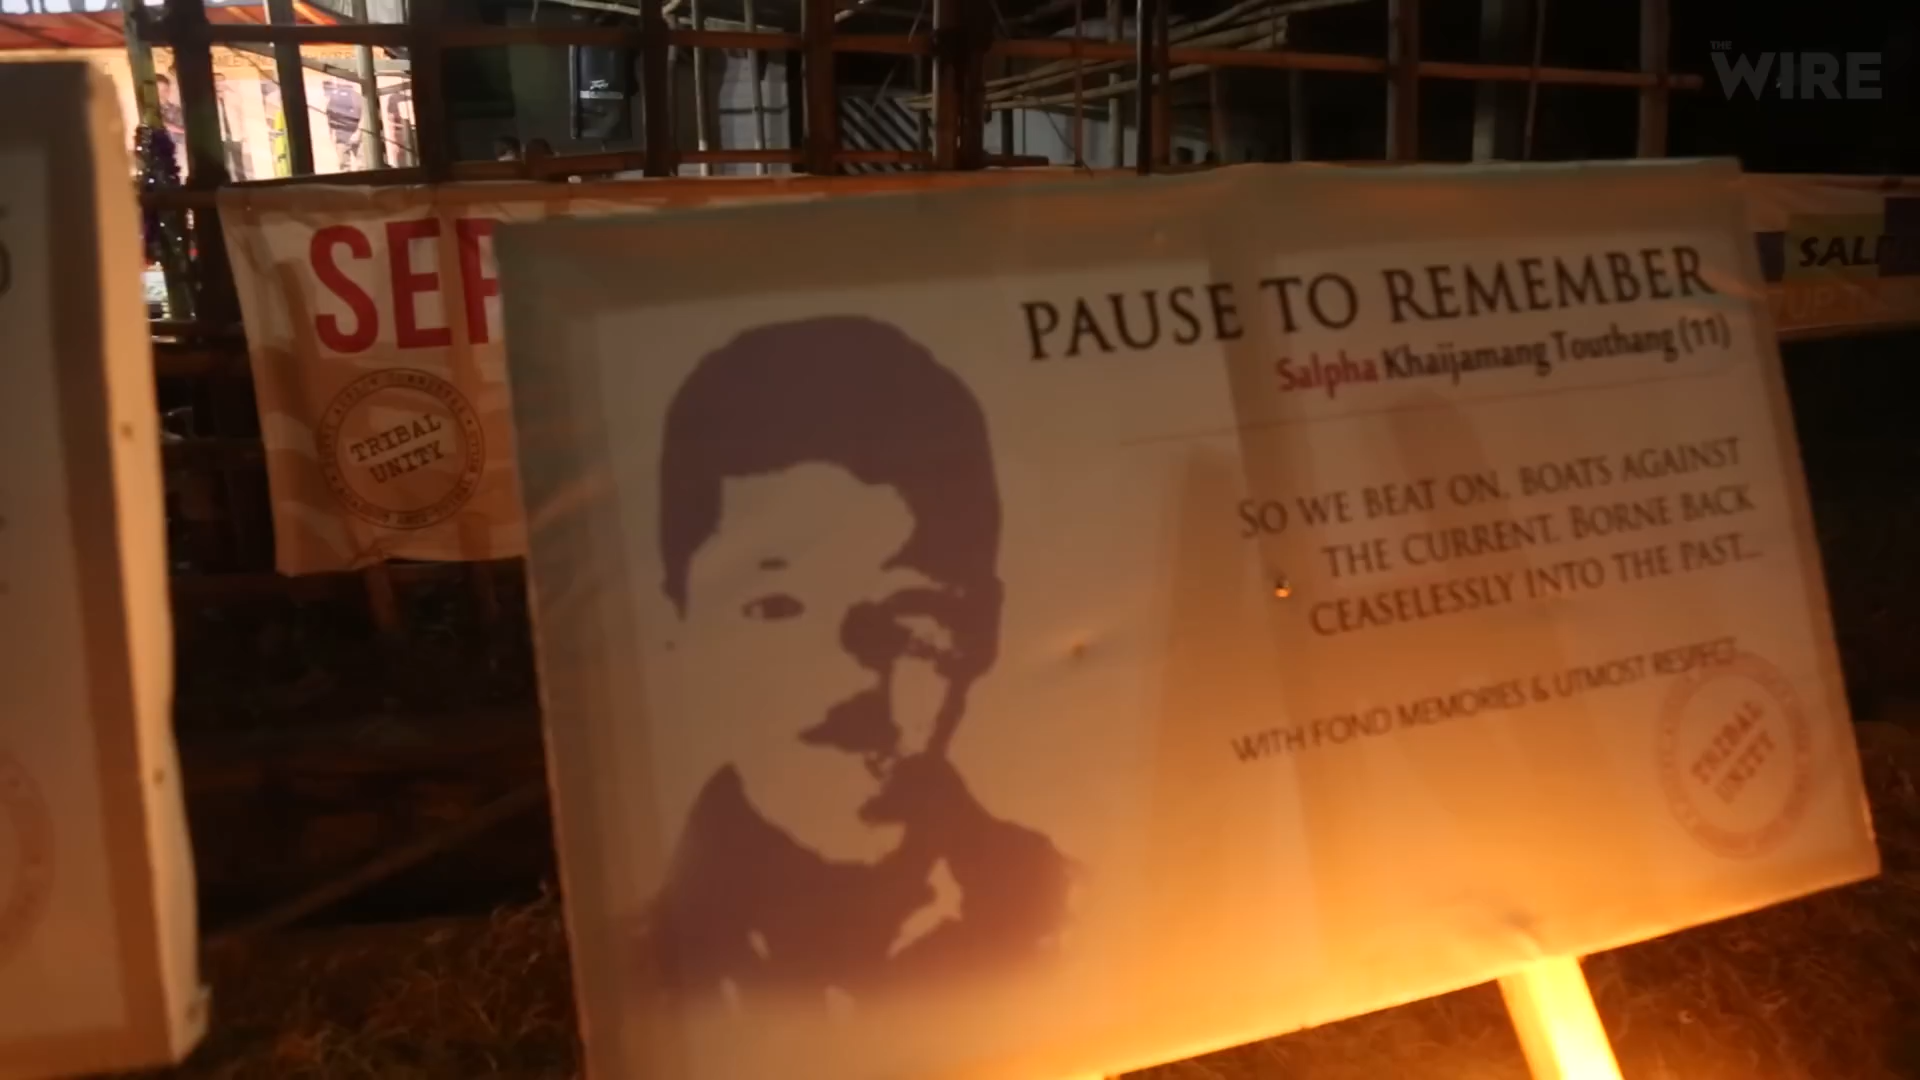 THE
WIRE
SEP
TRIBAL
UNITY
PAUSE TO REMEMBER
Salpha Khaijamang Touthang (11)
SO WE BEAT ON, BOATS AGAINST
THE CURRENT, BORNE BACK
CEASELESSLY INTO THE PAST...
WITH FOND MEMORIES & UTMOST RESPECT...
TRIBAL
UNITY
SAL